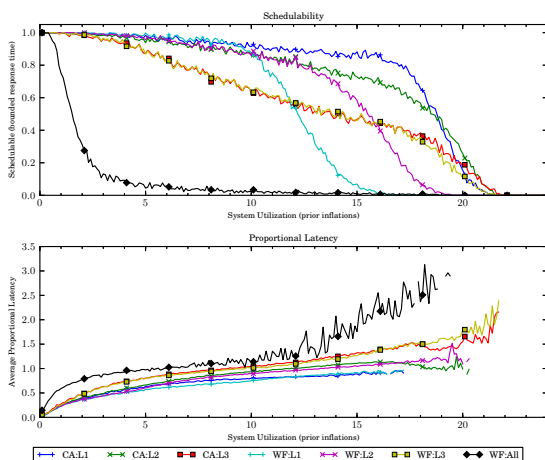 Schedulability
Schedulable (bounded response time)
1.0
0.8
0.6
0.4
0.2
0.0
0 5 10 15 20
System Utilization (prior inflations)
Proportional Latency
Average Proportional Latency
3.5
3.0
2.5
2.0
1.5
1.0
0.5
0.0
0 5 10 15 20
System Utilization (prior inflations)
CA:L1 CA:L2 CA:L3 WF:L1 WF:L2 WF:L3 WF:All